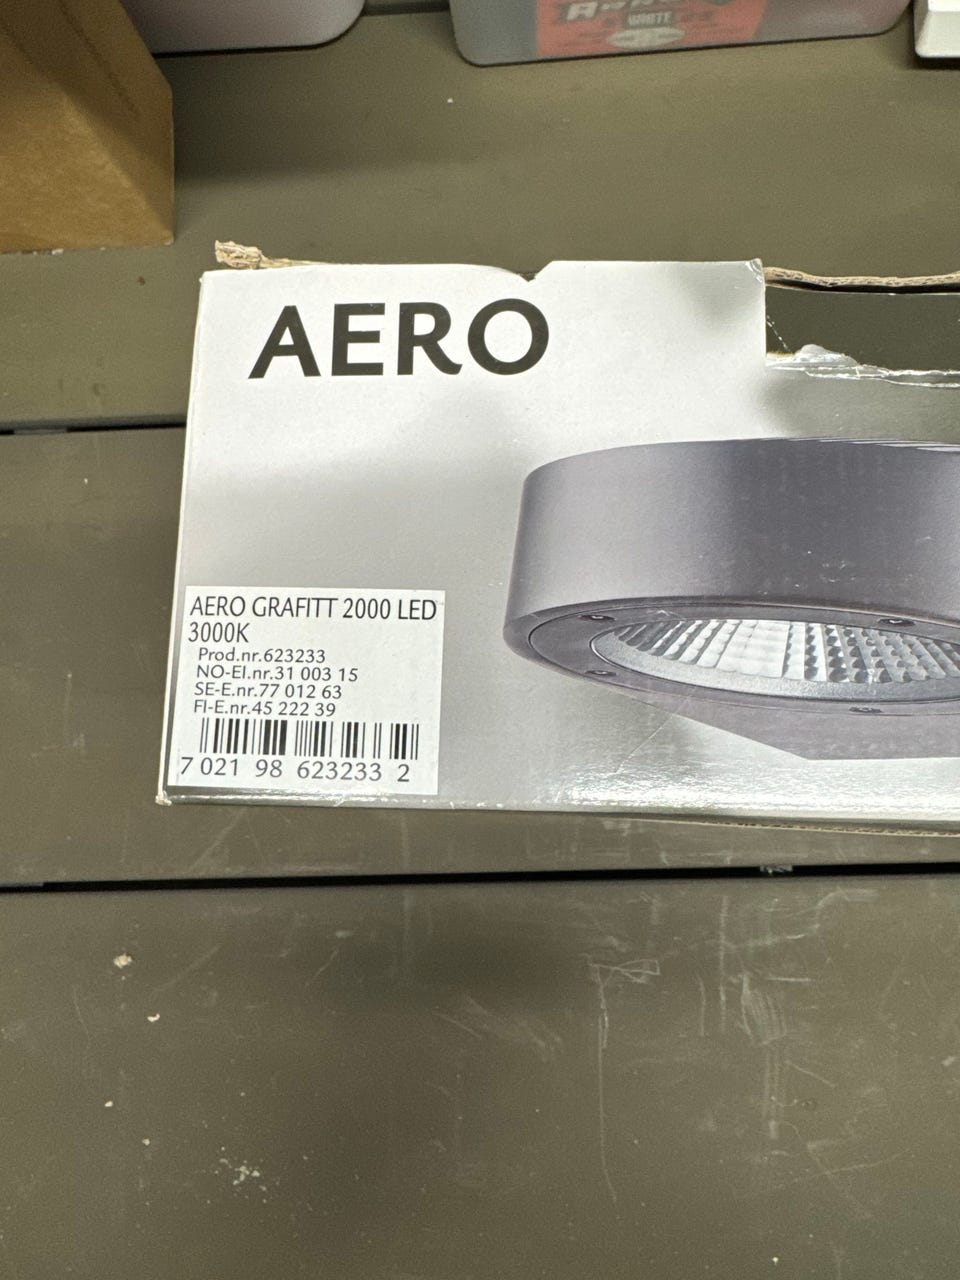 WASTE
AERO
AERO GRAFITT 2000 LED
3000K
Prod.nr.623233
NO-El.nr.31 003 15
SE-E.nr.77 012 63
FI-E.nr.45 222 39
7 021 98 623233 2